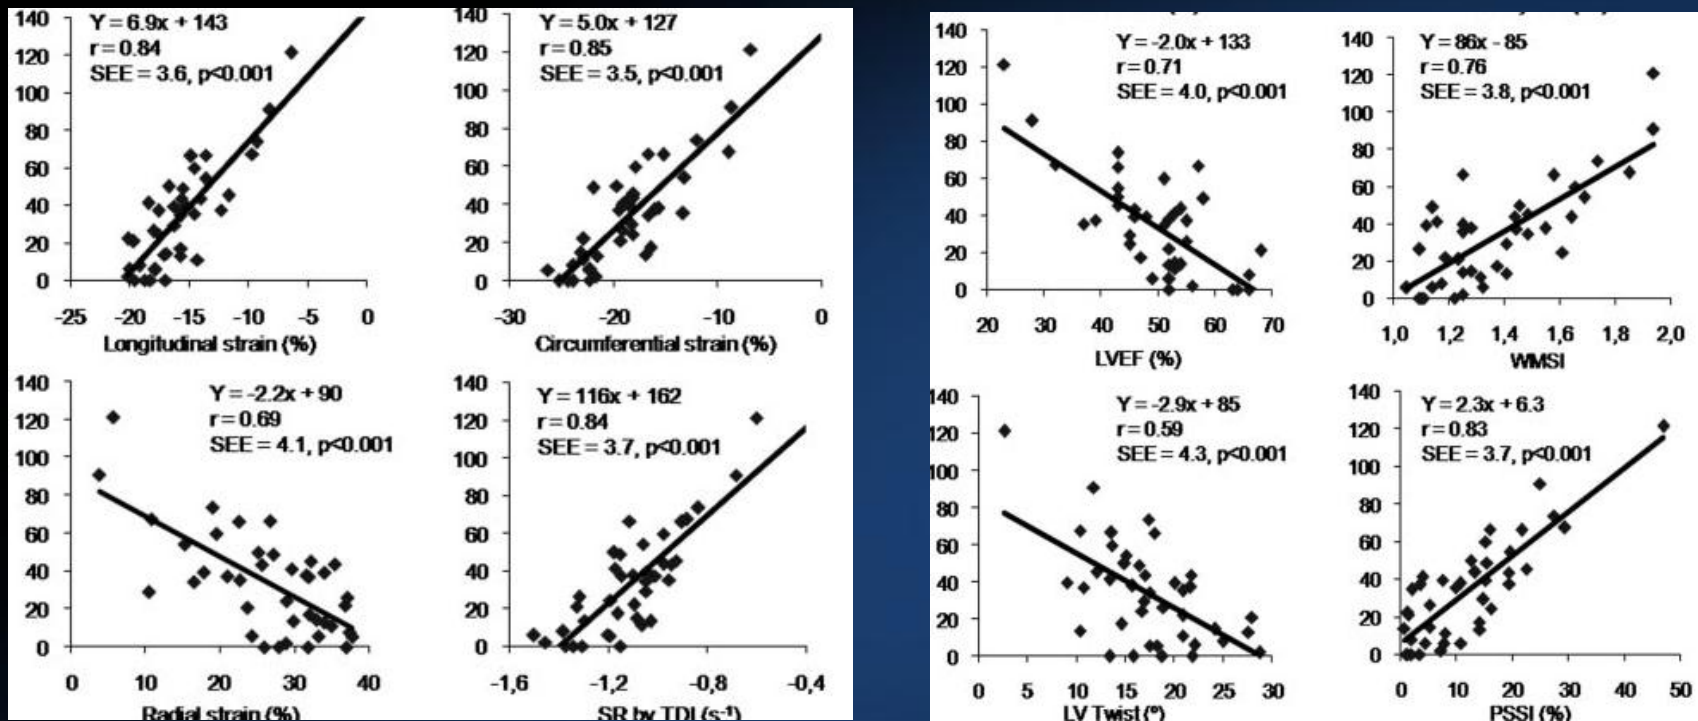 140
120
100
80
60
40
20
0
Y = 6.9x + 143
r = 0.84
SEE = 3.6, p<0.001
-25 -20 -15 -10 -5 0
Longitudinal strain (%)
140
120
100
80
60
40
20
0
Y = 5.0x + 127
r = 0.85
SEE = 3.5, p<0.001
-30 -20 -10 0
Circumferential strain (%)
140
120
100
80
60
40
20
0
Y = -2.0x + 133
r = 0.71
SEE = 4.0, p<0.001
20 30 40 50 60 70
LVEF (%)
140
120
100
80
60
40
20
0
Y = 86x - 85
r = 0.76
SEE = 3.8, p<0.001
1,0 1,2 1,4 1,6 1,8 2,0
WMSI
140
120
100
80
60
40
20
0
Y = -2.2x + 90
r = 0.69
SEE = 4.1, p<0.001
0 10 20 30 40
Radial strain (%)
140
120
100
80
60
40
20
0
Y = 116x + 162
r = 0.84
SEE = 3.7, p<0.001
-1,6 -1,2 -0,8 -0,4
SR by TDI (s-1)
140
120
100
80
60
40
20
0
Y = -2.9x + 85
r = 0.59
SEE = 4.3, p<0.001
0 5 10 15 20 25 30
LV Twist (°)
140
120
100
80
60
40
20
0
Y = 2.3x + 6.3
r = 0.83
SEE = 3.7, p<0.001
0 10 20 30 40 50
PSSI (%)